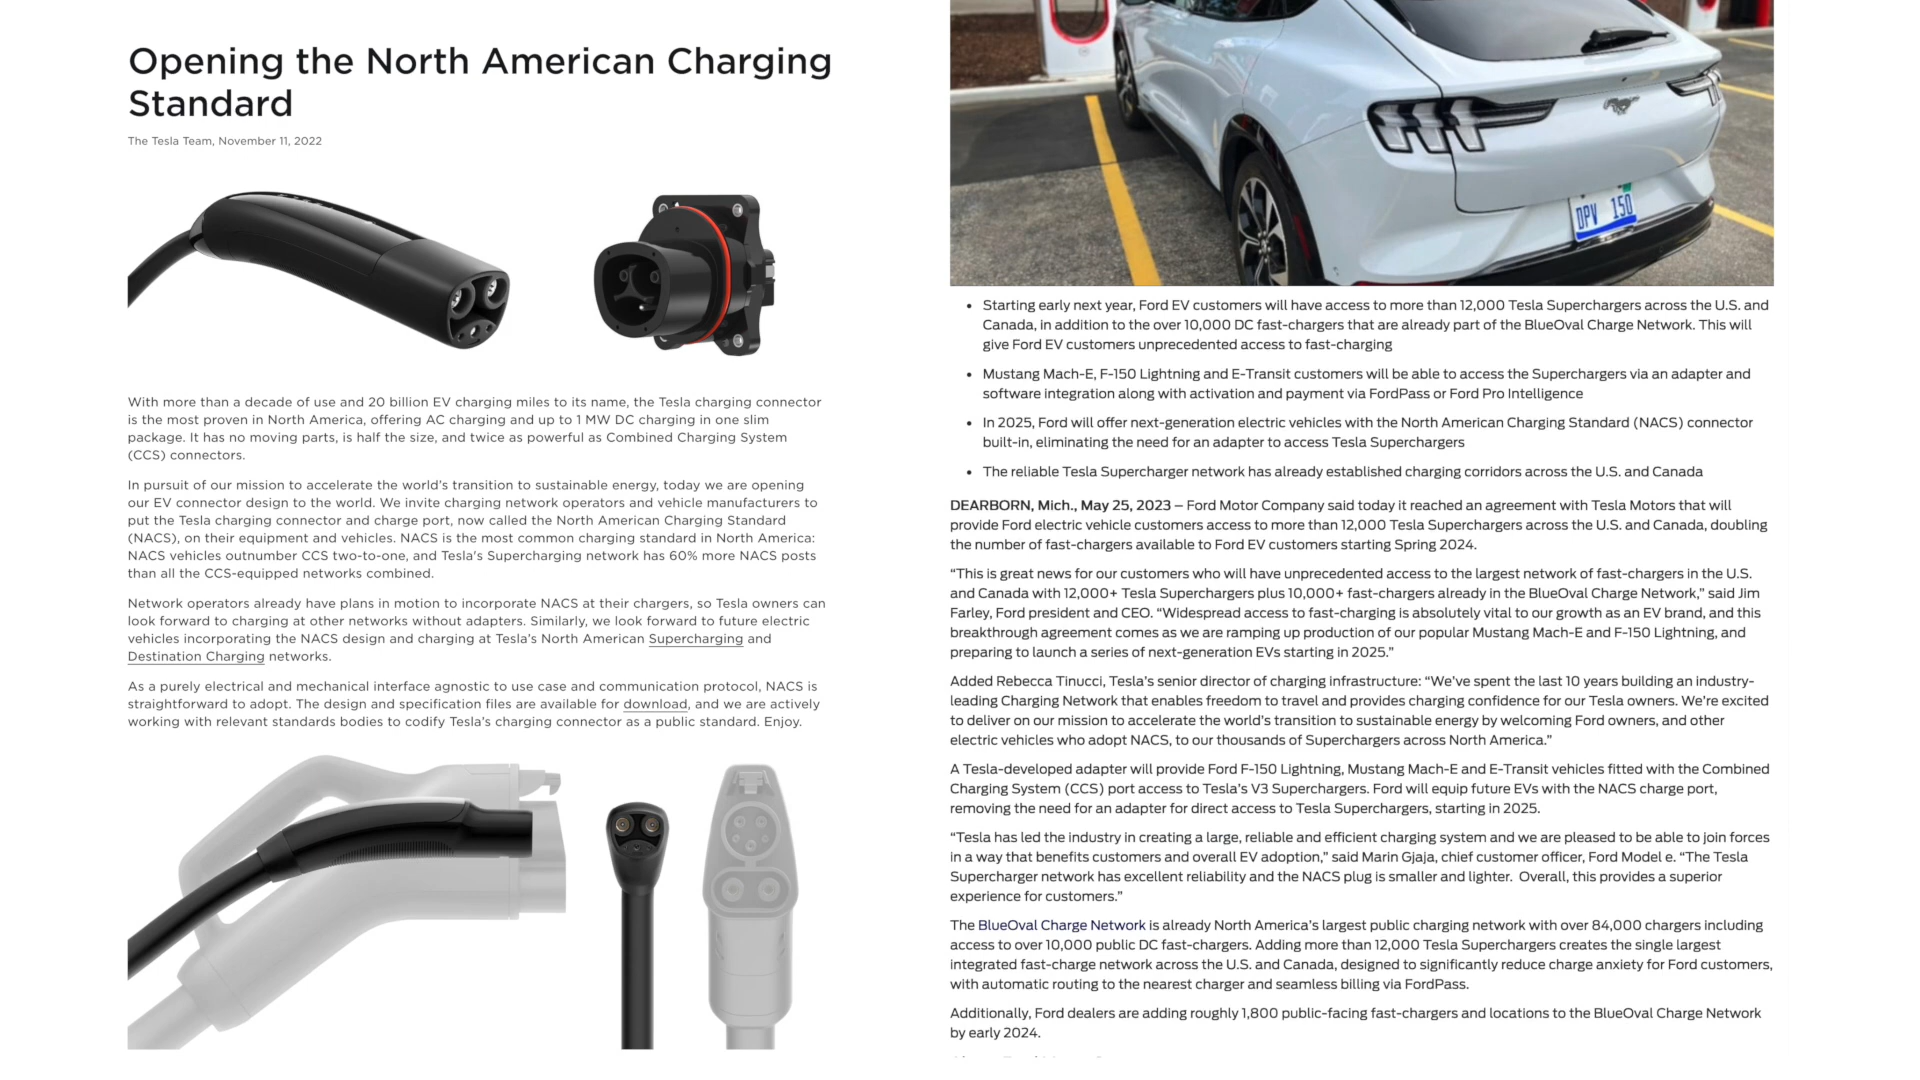 Opening the North American Charging
Standard
The Tesla Team, November 11, 2022
With more than a decade of use and 20 billion EV charging miles to its name, the Tesla charging connector
is the most proven in North America, offering AC charging and up to 1 MW DC charging in one slim
package. It has no moving parts, is half the size, and twice as powerful as Combined Charging System
(CCS) connectors.
In pursuit of our mission to accelerate the world's transition to sustainable energy, today we are opening
our EV connector design to the world. We invite charging network operators and vehicle manufacturers to
put the Tesla charging connector and charge port, now called the North American Charging Standard
(NACS), on their equipment and vehicles. NACS is the most common charging standard in North America:
NACS vehicles outnumber CCS two-to-one, and Tesla's Supercharging network has 60% more NACS posts
than all the CCS-equipped networks combined.
Network operators already have plans in motion to incorporate NACS at their chargers, so Tesla owners can
look forward to charging at other networks without adapters. Similarly, we look forward to future electric
vehicles incorporating the NACS design and charging at Tesla's North American Supercharging and
Destination Charging networks.
As a purely electrical and mechanical interface agnostic to use case and communication protocol, NACS is
straightforward to adopt. The design and specification files are available for download, and we are actively
working with relevant standards bodies to codify Tesla's charging connector as a public standard. Enjoy.
DPV 150
• Starting early next year, Ford EV customers will have access to more than 12,000 Tesla Superchargers across the U.S. and
Canada, in addition to the over 10,000 DC fast-chargers that are already part of the BlueOval Charge Network. This will
give Ford EV customers unprecedented access to fast-charging
• Mustang Mach-E, F-150 Lightning and E-Transit customers will be able to access the Superchargers via an adapter and
software integration along with activation and payment via FordPass or Ford Pro Intelligence
• In 2025, Ford will offer next-generation electric vehicles with the North American Charging Standard (NACS) connector
built-in, eliminating the need for an adapter to access Tesla Superchargers
• The reliable Tesla Supercharger network has already established charging corridors across the U.S. and Canada
DEARBORN, Mich., May 25, 2023 – Ford Motor Company said today it reached an agreement with Tesla Motors that will
provide Ford electric vehicle customers access to more than 12,000 Tesla Superchargers across the U.S. and Canada, doubling
the number of fast-chargers available to Ford EV customers starting Spring 2024.
“This is great news for our customers who will have unprecedented access to the largest network of fast-chargers in the U.S.
and Canada with 12,000+ Tesla Superchargers plus 10,000+ fast-chargers already in the BlueOval Charge Network,” said Jim
Farley, Ford president and CEO. “Widespread access to fast-charging is absolutely vital to our growth as an EV brand, and this
breakthrough agreement comes as we are ramping up production of our popular Mustang Mach-E and F-150 Lightning, and
preparing to launch a series of next-generation EVs starting in 2025.”
Added Rebecca Tinucci, Tesla’s senior director of charging infrastructure: “We’ve spent the last 10 years building an industry-
leading Charging Network that enables freedom to travel and provides charging confidence for our Tesla owners. We’re excited
to deliver on our mission to accelerate the world’s transition to sustainable energy by welcoming Ford owners, and other
electric vehicles who adopt NACS, to our thousands of Superchargers across North America.”
A Tesla-developed adapter will provide Ford F-150 Lightning, Mustang Mach-E and E-Transit vehicles fitted with the Combined
Charging System (CCS) port access to Tesla’s V3 Superchargers. Ford will equip future EVs with the NACS charge port,
removing the need for an adapter for direct access to Tesla Superchargers, starting in 2025.
“Tesla has led the industry in creating a large, reliable and efficient charging system and we are pleased to be able to join forces
in a way that benefits customers and overall EV adoption,” said Marin Gjaja, chief customer officer, Ford Model e. “The Tesla
Supercharger network has excellent reliability and the NACS plug is smaller and lighter.  Overall, this provides a superior
experience for customers.”
The BlueOval Charge Network is already North America’s largest public charging network with over 84,000 chargers including
access to over 10,000 public DC fast-chargers. Adding more than 12,000 Tesla Superchargers creates the single largest
integrated fast-charge network across the U.S. and Canada, designed to significantly reduce charge anxiety for Ford customers,
with automatic routing to the nearest charger and seamless billing via FordPass.
Additionally, Ford dealers are adding roughly 1,800 public-facing fast-chargers and locations to the BlueOval Charge Network
by early 2024.